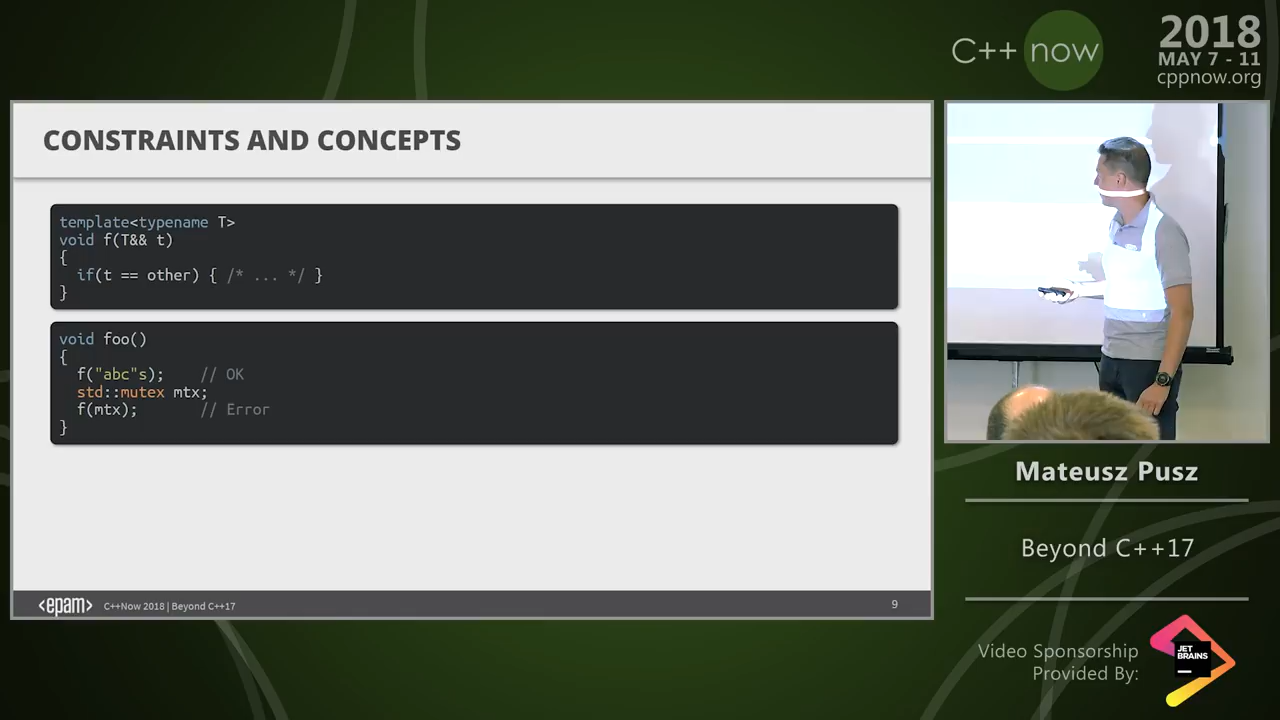 C++ now
2018
MAY 7 - 11
cppnow.org
CONSTRAINTS AND CONCEPTS
template<typename T>
void f(T&& t)
{
  if(t == other) { /* ... */ }
}
void foo()
{
  f("abc"s);    // OK
  std::mutex mtx;
  f(mtx);       // Error
}
<epam> C++Now 2018 | Beyond C++17
9
Mateusz Pusz
Beyond C++17
Video Sponsorship
Provided By:
JET
BRAINS